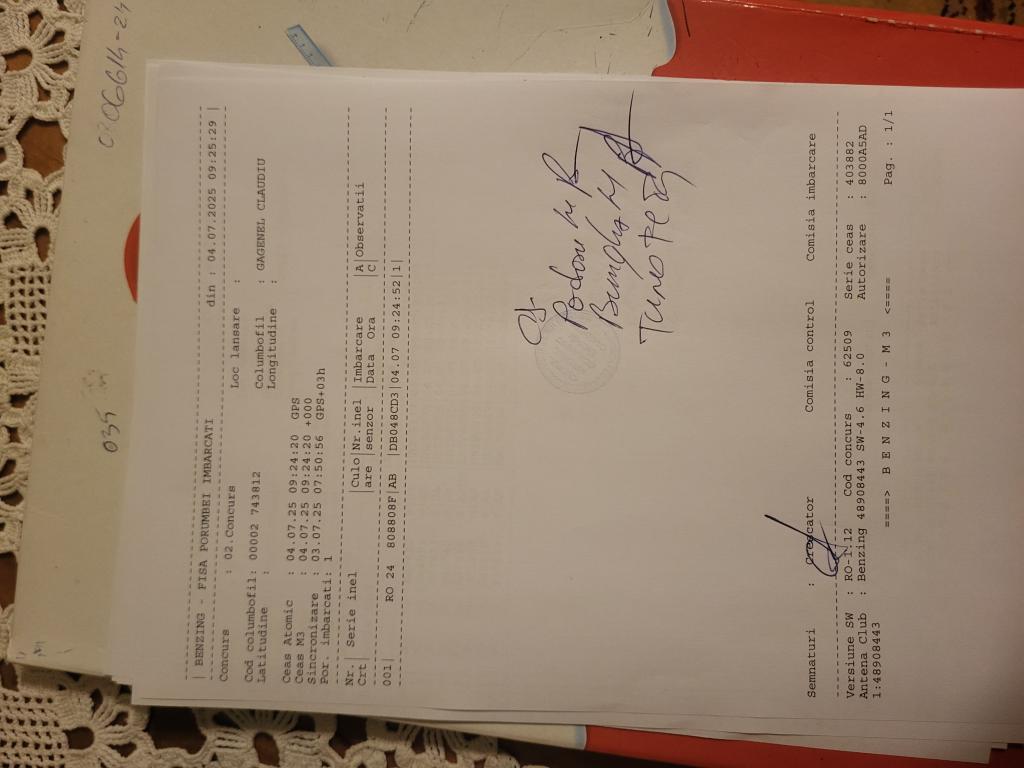 BENZING - FISA PORUMBEI IMBARCATI din : 04.07.2025 09:25:29
Concurs : 02.Concurs Loc lansare :
Cod columbofil: 00002 743812 Columbofil : GAGENEL CLAUDIU
Latitudine : Longitudine :
Ceas Atomic : 04.07.25 09:24:20 GPS
Ceas M3 : 04.07.25 09:24:20 +000
Sincronizare : 03.07.25 07:50:56 GPS+03h
Por. imbarcati: 1
Nr.| Serie inel |Culo|Nr.inel |Imbarcare |A|Observatii
Crt| |are |senzor |Data Ora |C|
001| RO 24 808808F|AB |DB048CD3|04.07 09:24:52|1|
Semnaturi : Crescator Comisia control Comisia imbarcare
Versiune SW : RO-1.12 Cod concurs : 62509 Serie ceas : 403882
Antena Club : Benzing 48908443 SW-4.6 HW-8.0 Autorizare : 8000A5AD
1:48908443
====> B E N Z I N G - M 3 <==== Pag. : 1/1
035